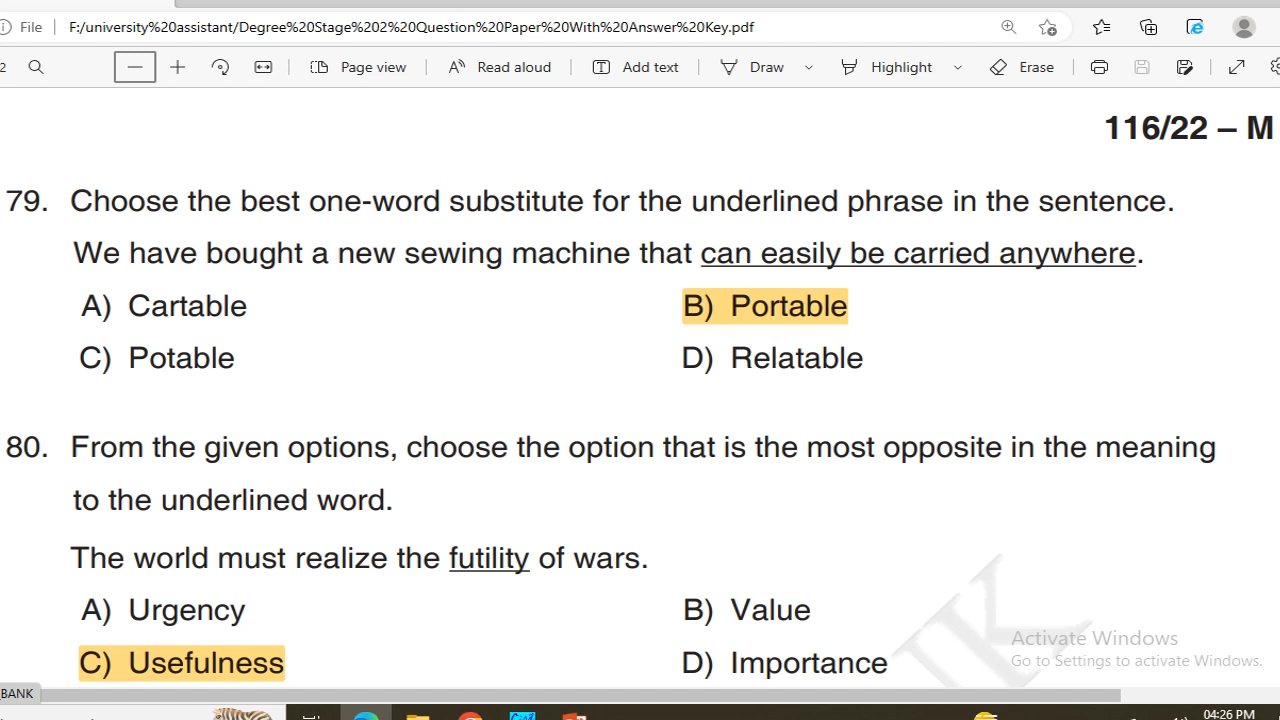 File F:/university%20assistant/Degree%20Stage%202%20Question%20Paper%20With%20Answer%20Key.pdf
2 Page view Read aloud Add text Draw Highlight Erase
116/22 – M
79. Choose the best one-word substitute for the underlined phrase in the sentence.
We have bought a new sewing machine that can easily be carried anywhere.
A) Cartable B) Portable
C) Potable D) Relatable
80. From the given options, choose the option that is the most opposite in the meaning
to the underlined word.
The world must realize the futility of wars.
A) Urgency B) Value
C) Usefulness D) Importance
Activate Windows
Go to Settings to activate Windows.
BANK
04:26 PM